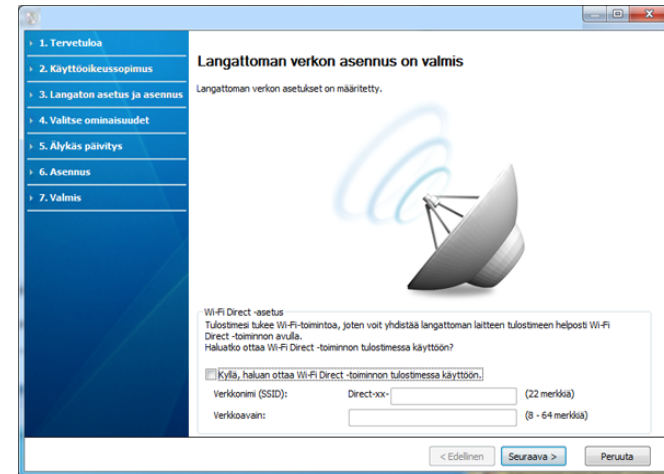 1. Tervetuloa
2. Käyttöoikeussopimus
3. Langaton asetus ja asennus
4. Valitse ominaisuudet
5. Älykäs päivitys
6. Asennus
7. Valmis
Langattoman verkon asennus on valmis
Langattoman verkon asetukset on määritetty.
Wi-Fi Direct -asetus
Tulostimesi tukee Wi-Fi-toimintoa, joten voit yhdistää langattoman laitteen tulostimeen helposti Wi-Fi
Direct -toiminnon avulla.
Haluatko ottaa Wi-Fi Direct -toiminnon tulostimessa käyttöön?
Kyllä, haluan ottaa Wi-Fi Direct -toiminnon tulostimessa käyttöön.
Verkkonimi (SSID): Direct-xx- (22 merkkiä)
Verkkoavain: (8 - 64 merkkiä)
< Edellinen Seuraava > Peruuta